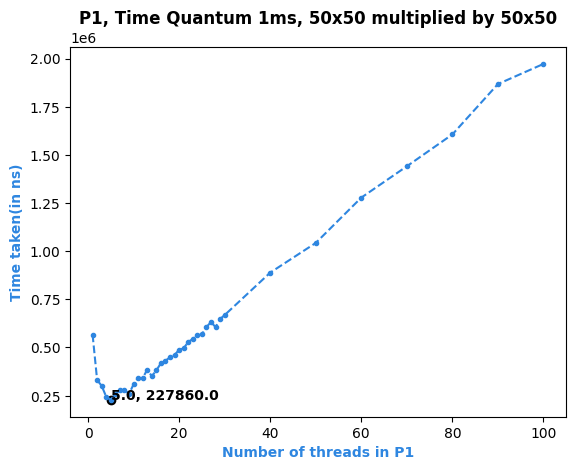 P1, Time Quantum 1ms, 50x50 multiplied by 50x50
1e6
2.00
1.75
1.50
1.25
1.00
0.75
0.50
0.25
Time taken(in ns)
5.0, 227860.0
0 20 40 60 80 100
Number of threads in P1